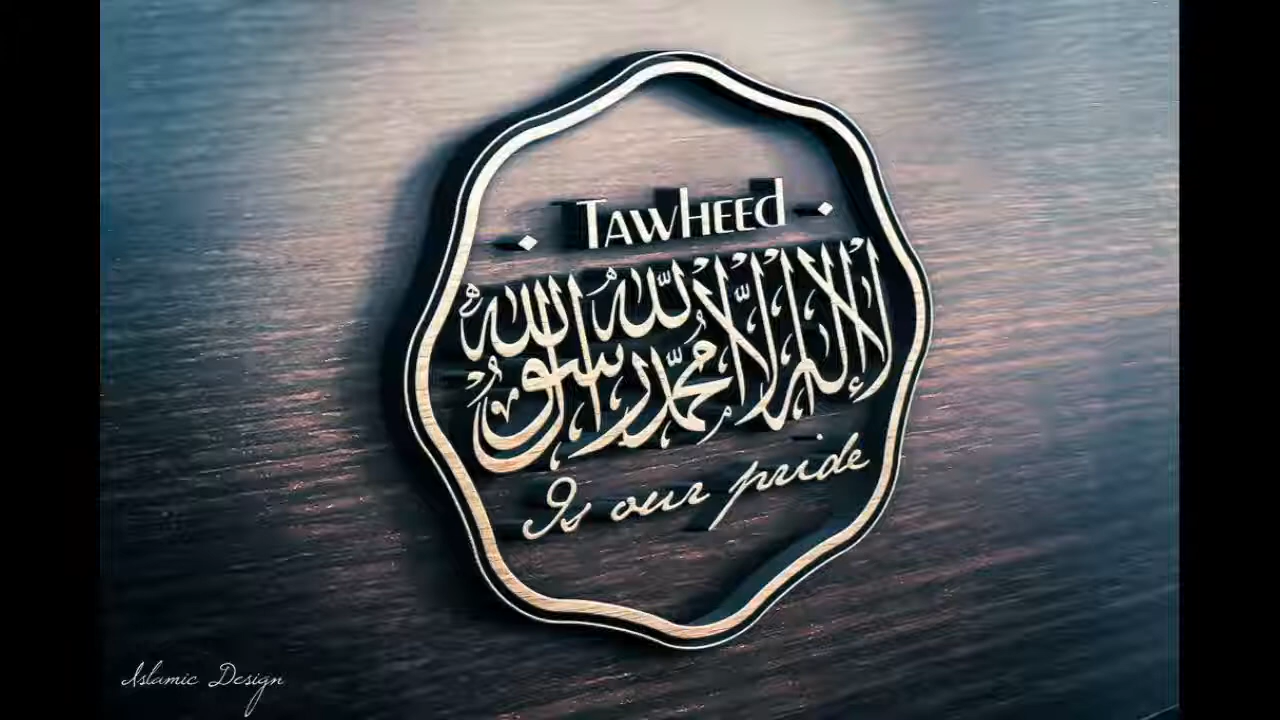 Tawheed
لا إله إلا الله محمد رسول الله
Is our pride
Islamic Design